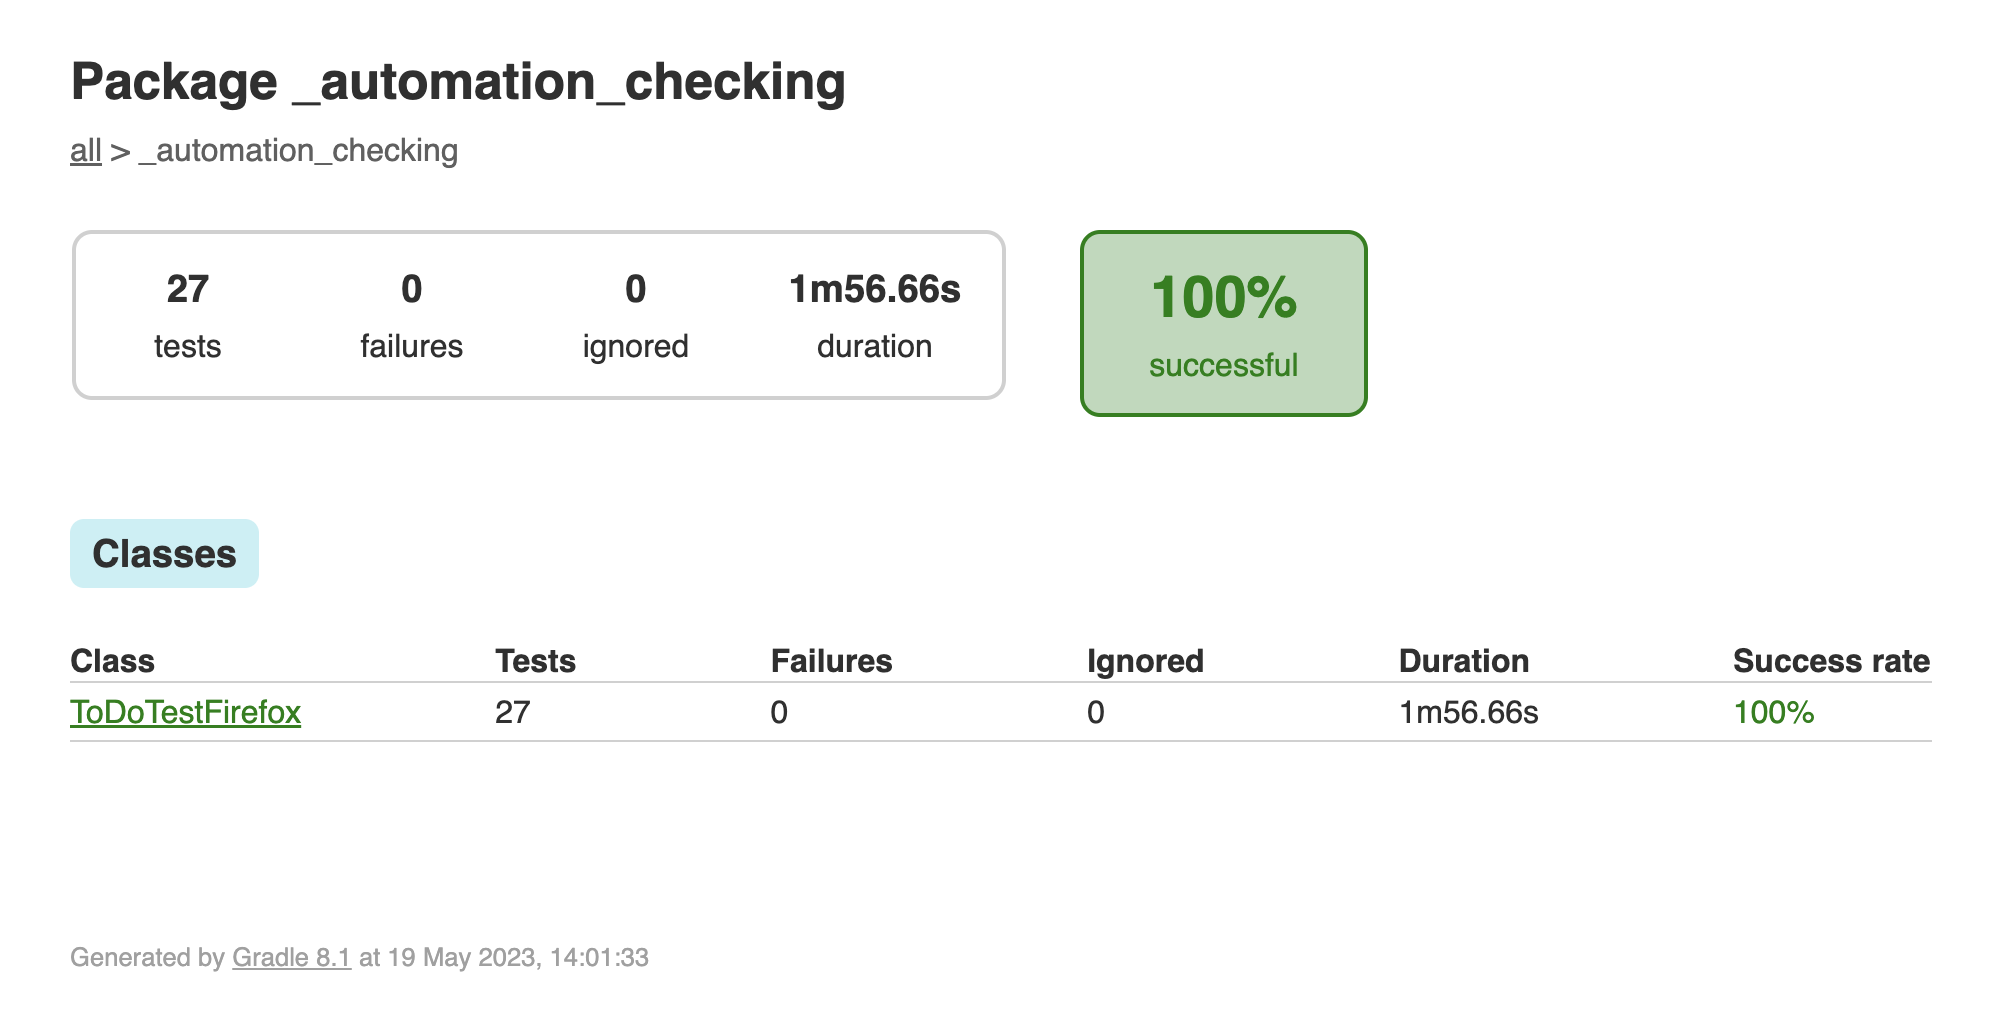 Package _automation_checking
all > _automation_checking
27 0 0 1m56.66s
tests failures ignored duration
100%
successful
Classes
Class Tests Failures Ignored Duration Success rate
ToDoTestFirefox 27 0 0 1m56.66s 100%
Generated by Gradle 8.1 at 19 May 2023, 14:01:33